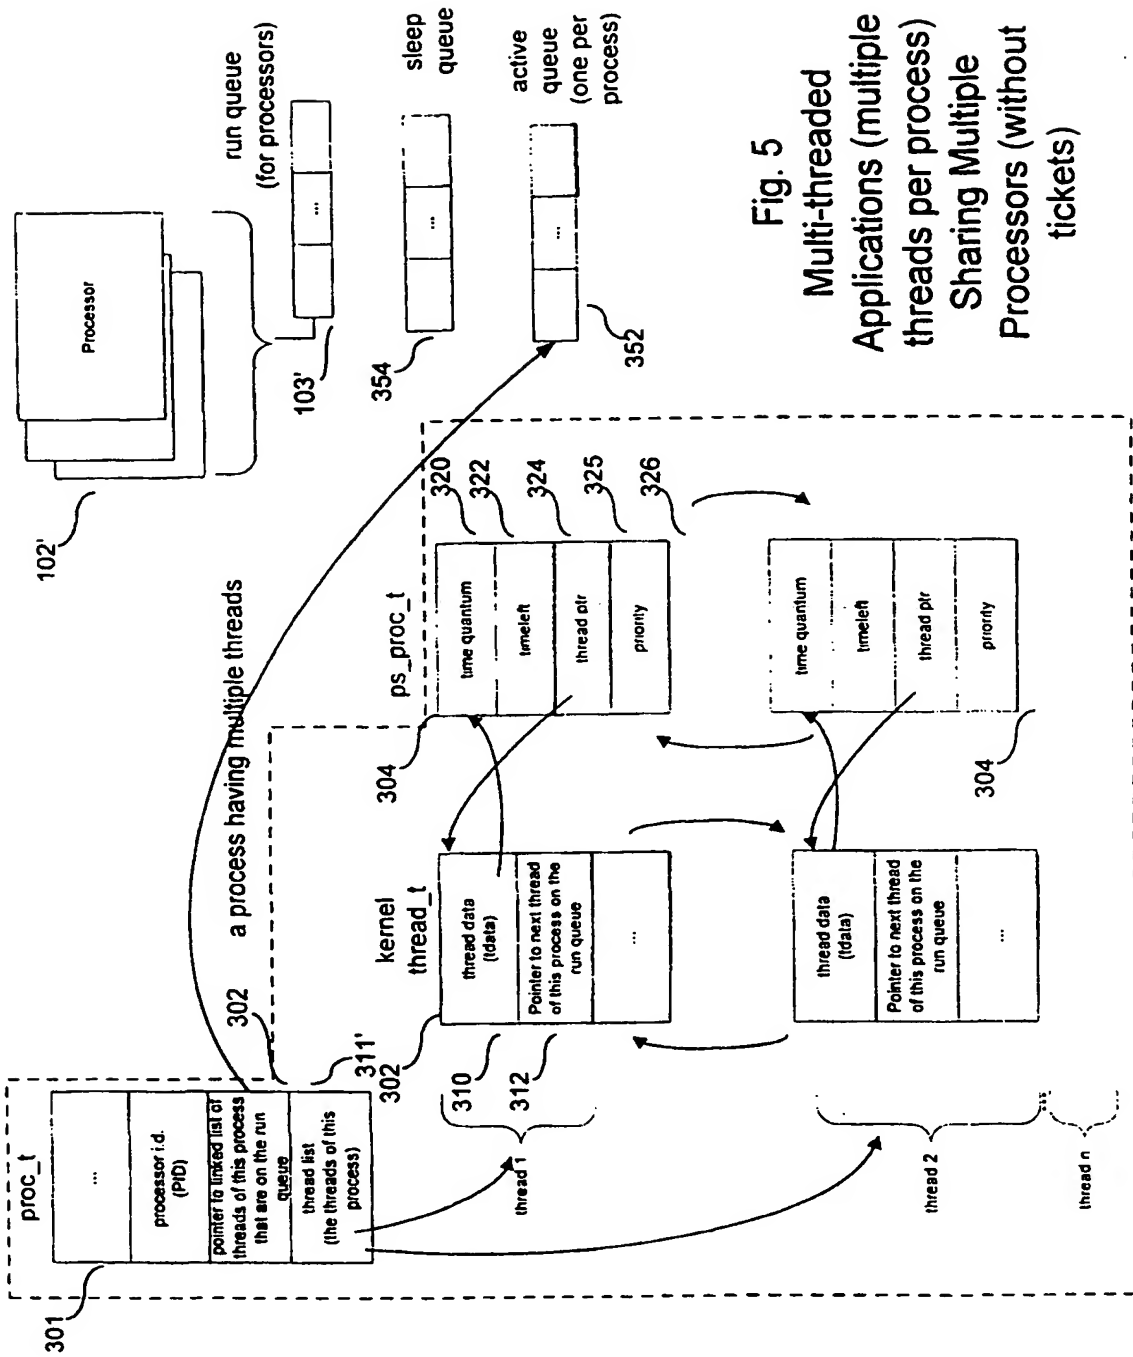 102'
Processor
run queue
(for processors)
103'
sleep
queue
354
active
queue
(one per
process)
352
a process having multiple threads
proc_t
301
...
processor i.d.
(PID)
pointer to linked list of
threads of this process
that are on the run
queue
thread list
(the threads of this
process)
302
311'
kernel
thread_t
302
thread data
(tdata)
Pointer to next thread
of this process on the
run queue
...
310
312
thread 1
ps_proc_t
304
time quantum
timeleft
thread ptr
priority
320
322
324
325
326
thread data
(tdata)
Pointer to next thread
of this process on the
run queue
...
thread 2
time quantum
timeleft
thread ptr
priority
304
thread n
Fig. 5
Multi-threaded
Applications (multiple
threads per process)
Sharing Multiple
Processors (without
tickets)